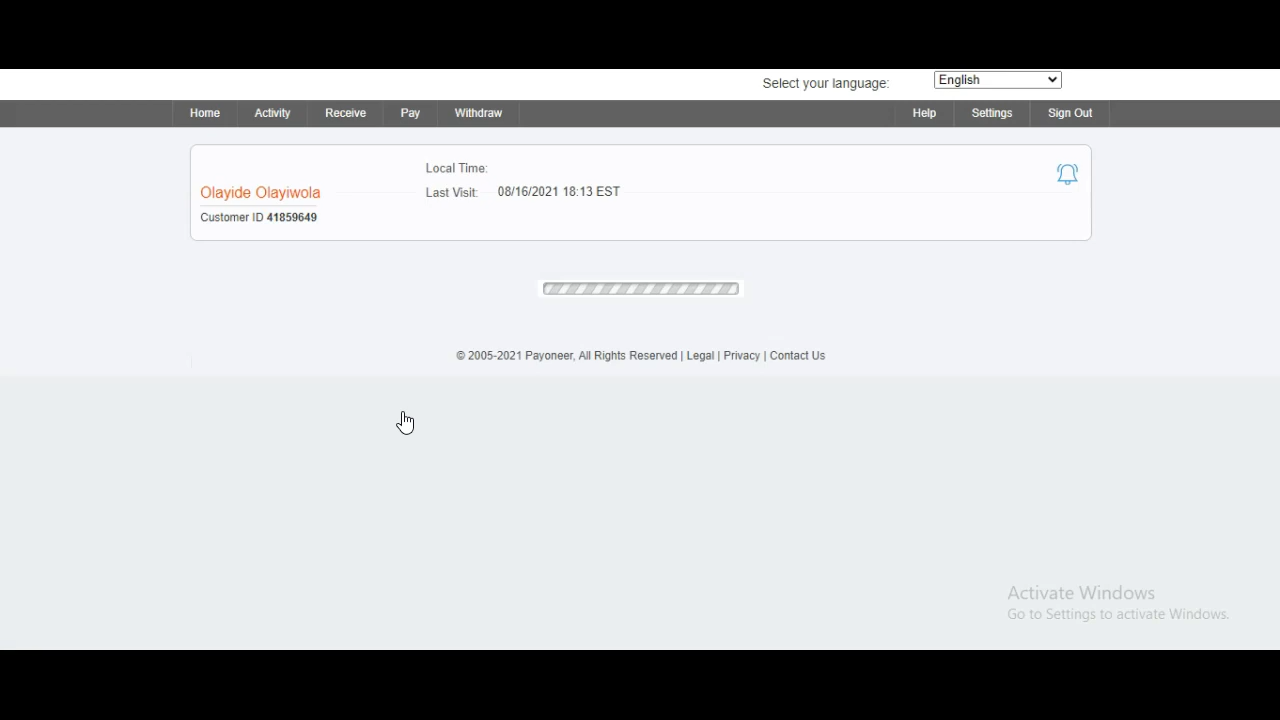 Select your language: English
Home Activity Receive Pay Withdraw Help Settings Sign Out
Local Time:
Olayide Olayiwola
Last Visit: 08/16/2021 18:13 EST
Customer ID 41859649
© 2005-2021 Payoneer, All Rights Reserved | Legal | Privacy | Contact Us
Activate Windows
Go to Settings to activate Windows.